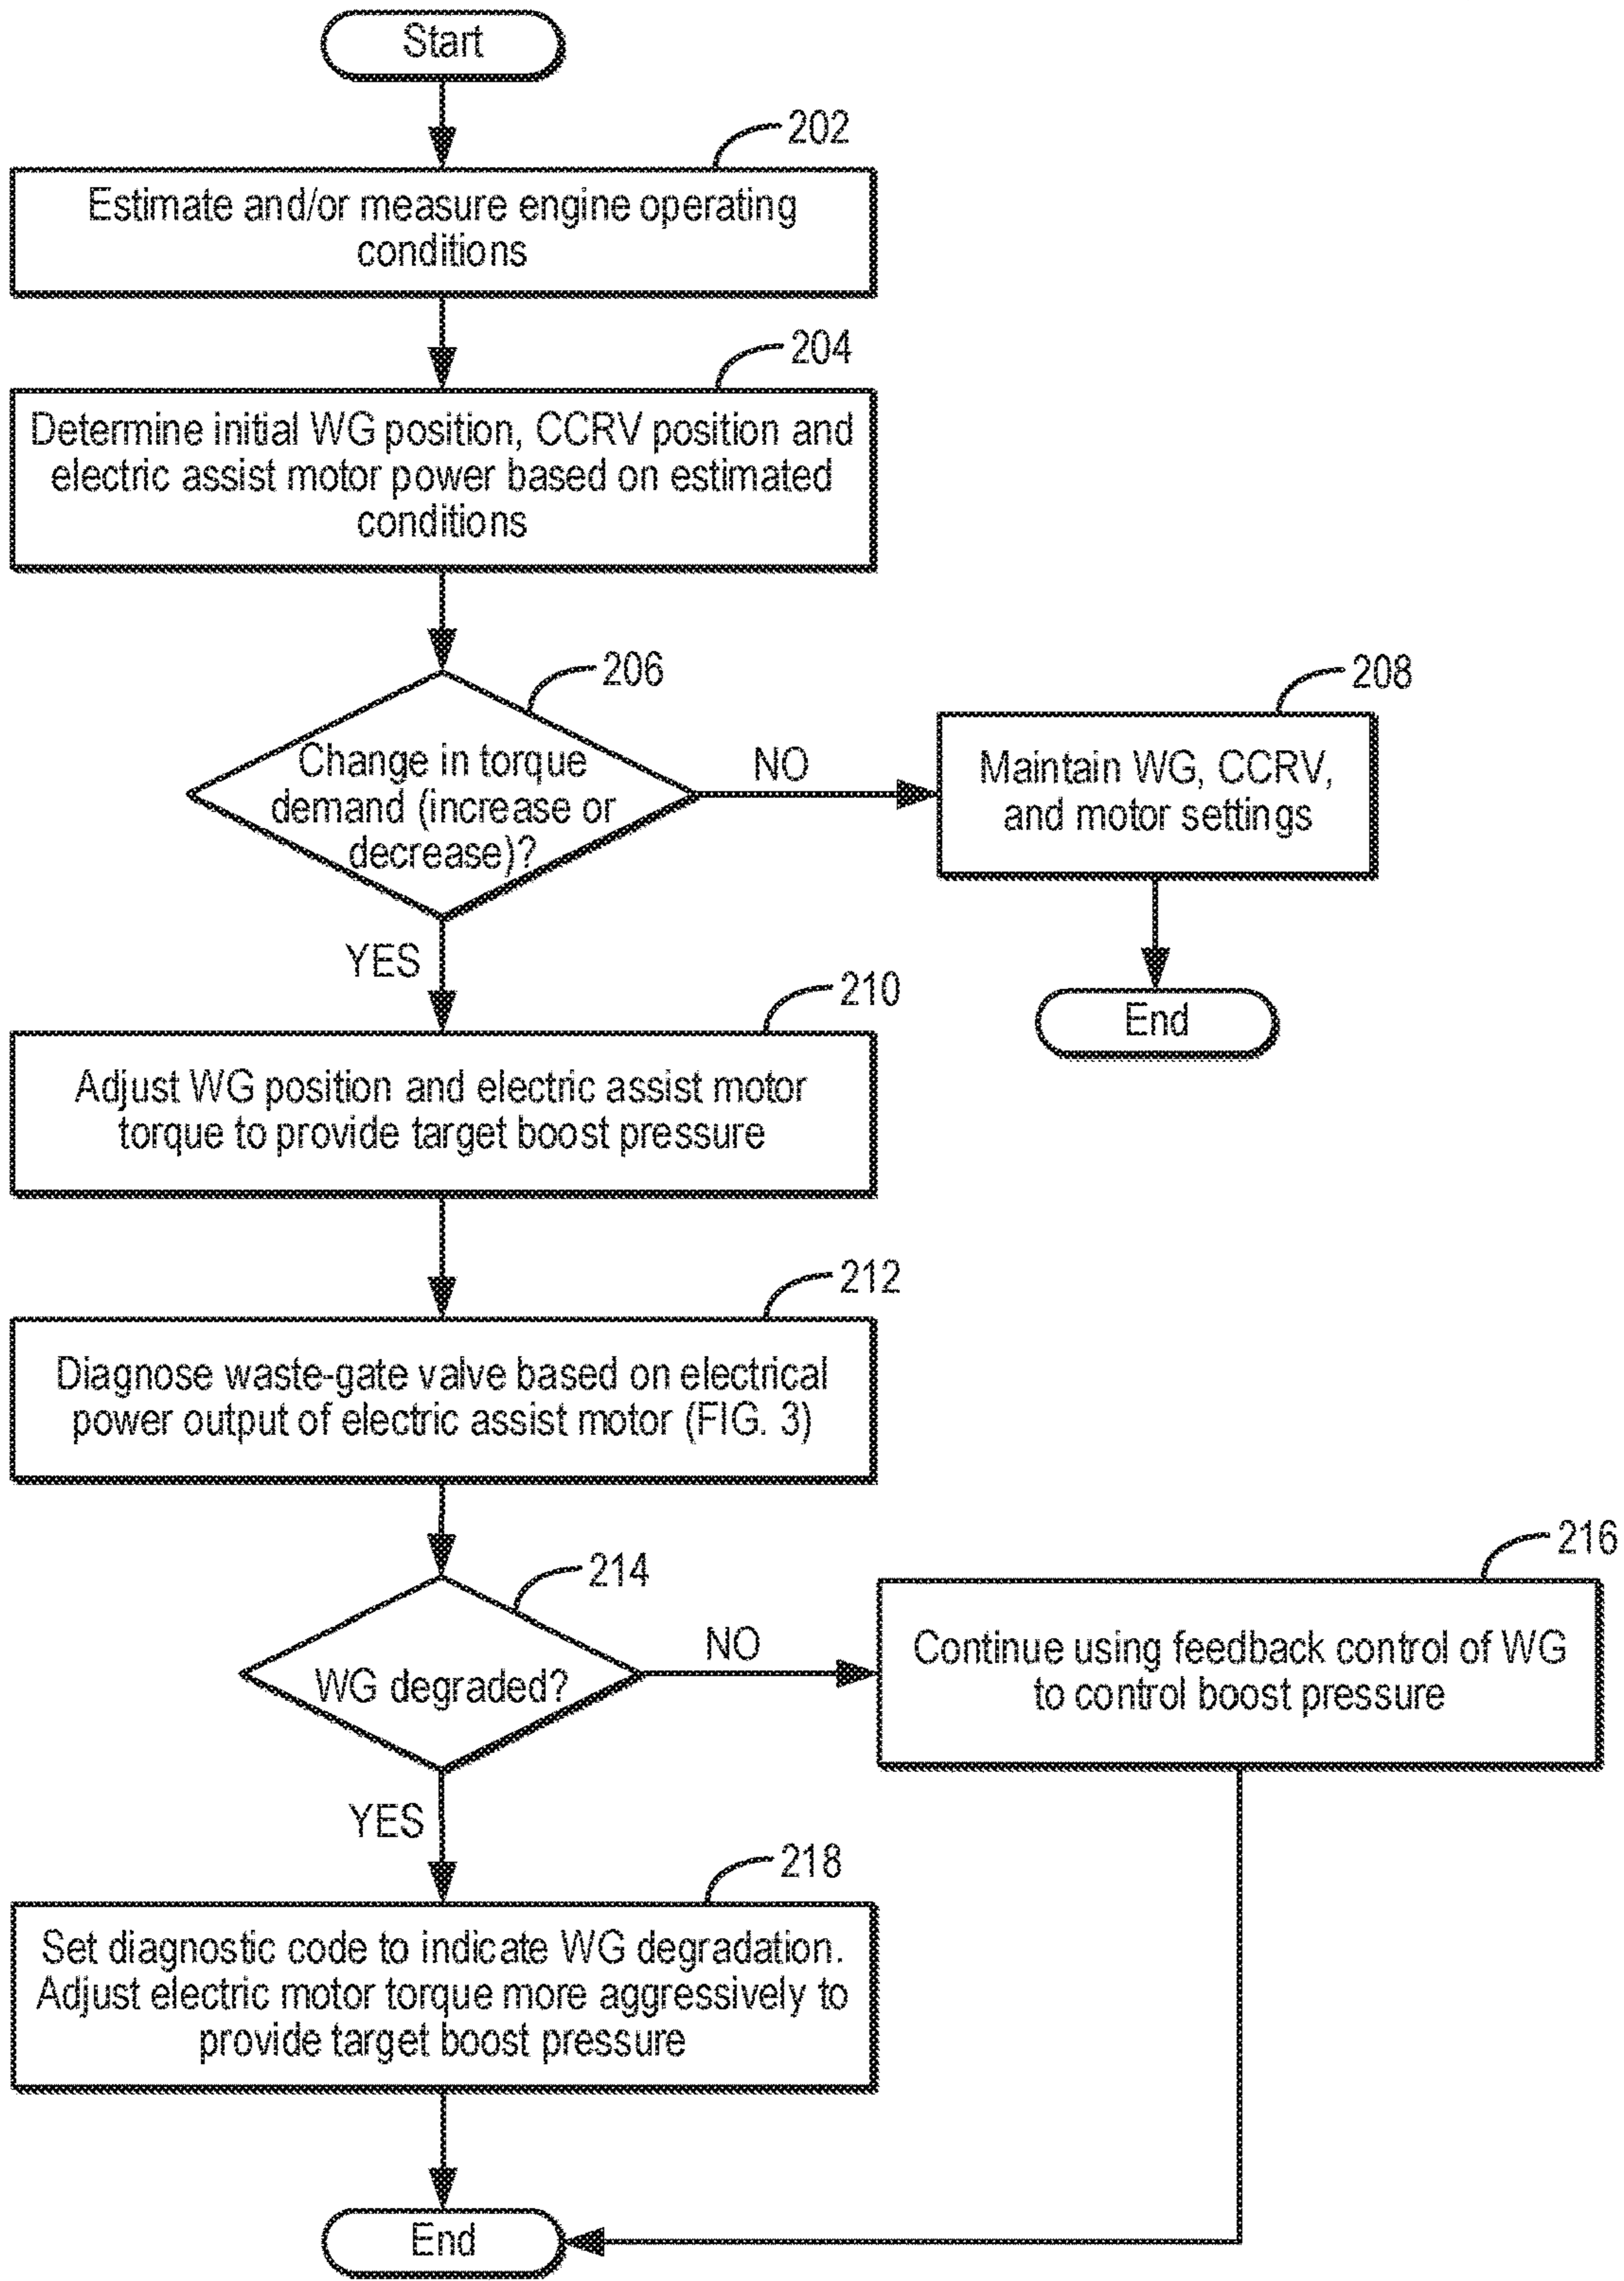 Start
202
Estimate and/or measure engine operating
conditions
204
Determine initial WG position, CCRV position and
electric assist motor power based on estimated
conditions
206
Change in torque
demand (increase or
decrease)?
NO
208
Maintain WG, CCRV,
and motor settings
End
YES
210
Adjust WG position and electric assist motor
torque to provide target boost pressure
212
Diagnose waste-gate valve based on electrical
power output of electric assist motor (FIG. 3)
214
WG degraded?
NO
216
Continue using feedback control of WG
to control boost pressure
YES
218
Set diagnostic code to indicate WG degradation.
Adjust electric motor torque more aggressively to
provide target boost pressure
End